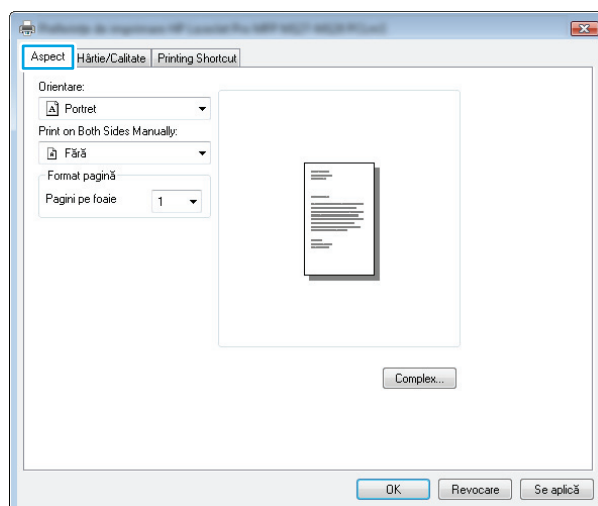 Aspect
Hârtie/Calitate
Printing Shortcut
Orientare:
Portret
Print on Both Sides Manually:
Fără
Format pagină
Pagini pe foaie
1
Complex...
OK
Revocare
Se aplică